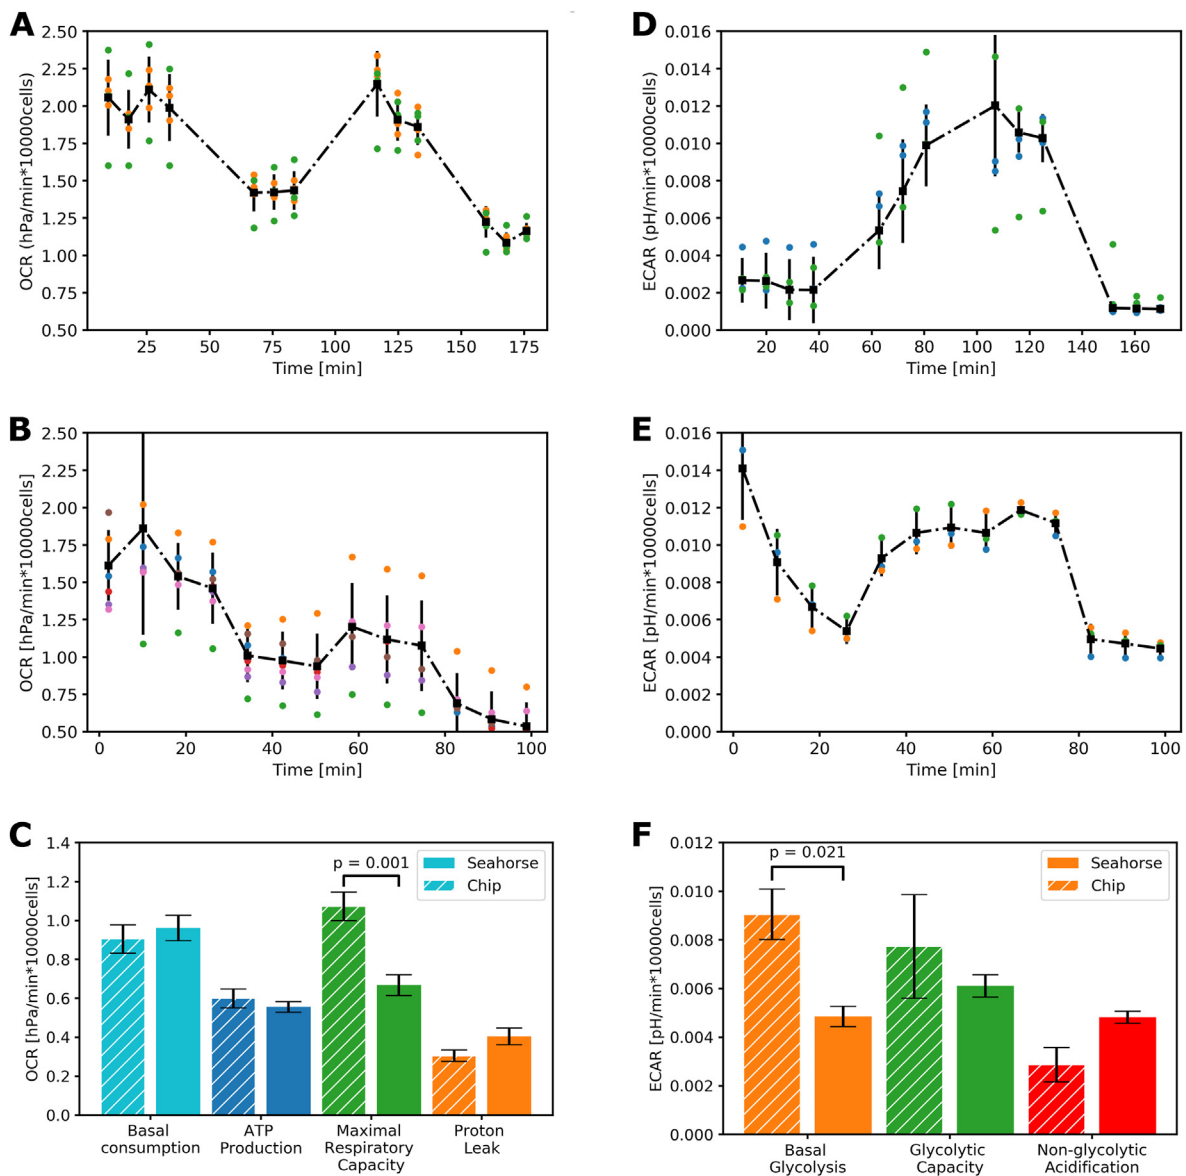 A
OCR (hPa/min*10000cells)
2.50
2.25
2.00
1.75
1.50
1.25
1.00
0.75
0.50
25 50 75 100 125 150 175
Time [min]
D
ECAR (pH/min*10000cells)
0.016
0.014
0.012
0.010
0.008
0.006
0.004
0.002
0.000
20 40 60 80 100 120 140 160
Time [min]
B
OCR [hPa/min*10000cells]
2.50
2.25
2.00
1.75
1.50
1.25
1.00
0.75
0.50
0 20 40 60 80 100
Time [min]
E
ECAR [pH/min*10000cells]
0.016
0.014
0.012
0.010
0.008
0.006
0.004
0.002
0.000
0 20 40 60 80 100
Time [min]
C
OCR [hPa/min*10000cells]
1.4
1.2
1.0
0.8
0.6
0.4
0.2
0.0
p = 0.001
Seahorse
Chip
Basal
consumption
ATP
Production
Maximal
Respiratory
Capacity
Proton
Leak
F
ECAR [pH/min*10000cells]
0.012
0.010
0.008
0.006
0.004
0.002
0.000
p = 0.021
Seahorse
Chip
Basal
Glycolysis
Glycolytic
Capacity
Non-glycolytic
Acidification